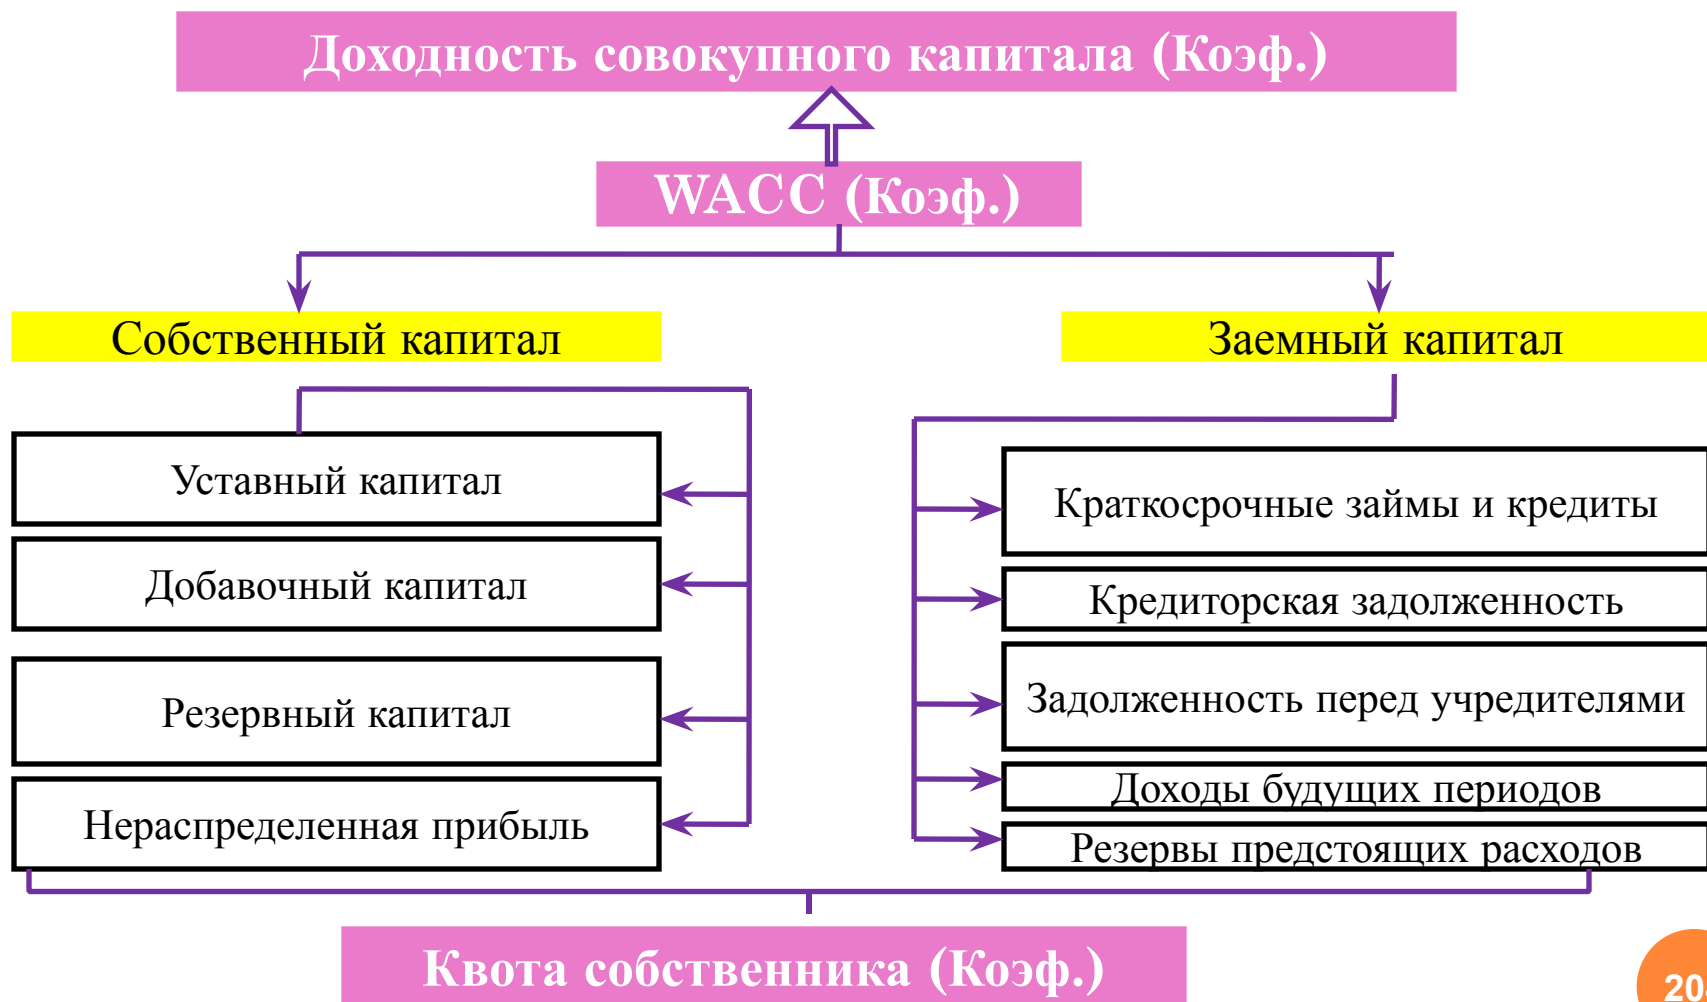 Доходность совокупного капитала (Коэф.)
WACC (Коэф.)
Собственный капитал
Уставный капитал
Добавочный капитал
Резервный капитал
Нераспределенная прибыль
Заемный капитал
Краткосрочные займы и кредиты
Кредиторская задолженность
Задолженность перед учредителями
Доходы будущих периодов
Резервы предстоящих расходов
Квота собственника (Коэф.)
20